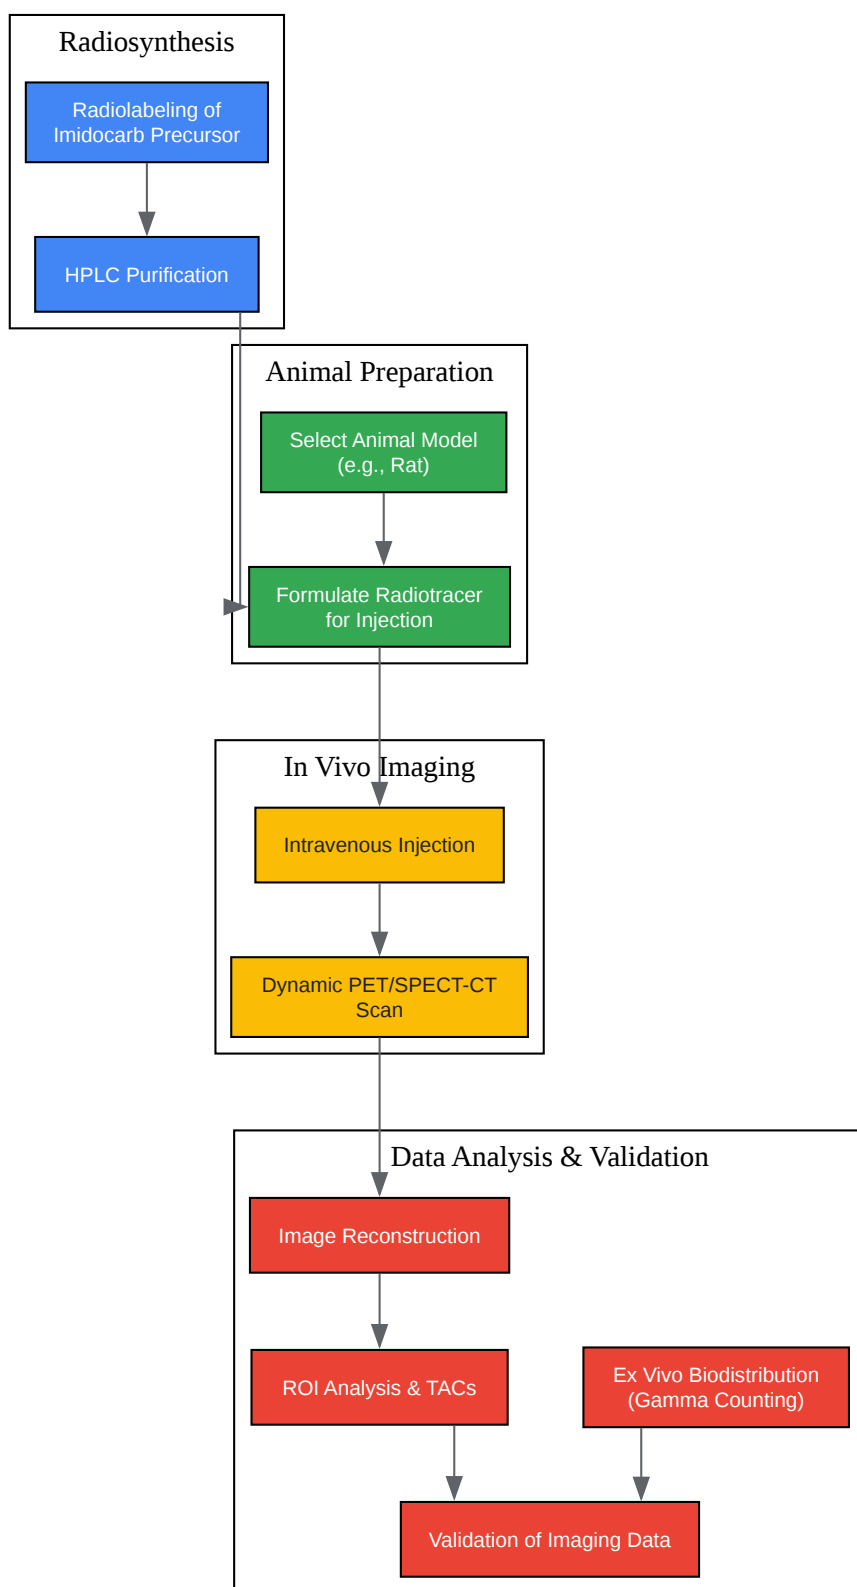 Radiosynthesis
Radiolabeling of
Imidocarb Precursor
HPLC Purification
Animal Preparation
Select Animal Model
(e.g., Rat)
Formulate Radiotracer
for Injection
In Vivo Imaging
Intravenous Injection
Dynamic PET/SPECT-CT
Scan
Data Analysis & Validation
Image Reconstruction
ROI Analysis & TACs
Ex Vivo Biodistribution
(Gamma Counting)
Validation of Imaging Data